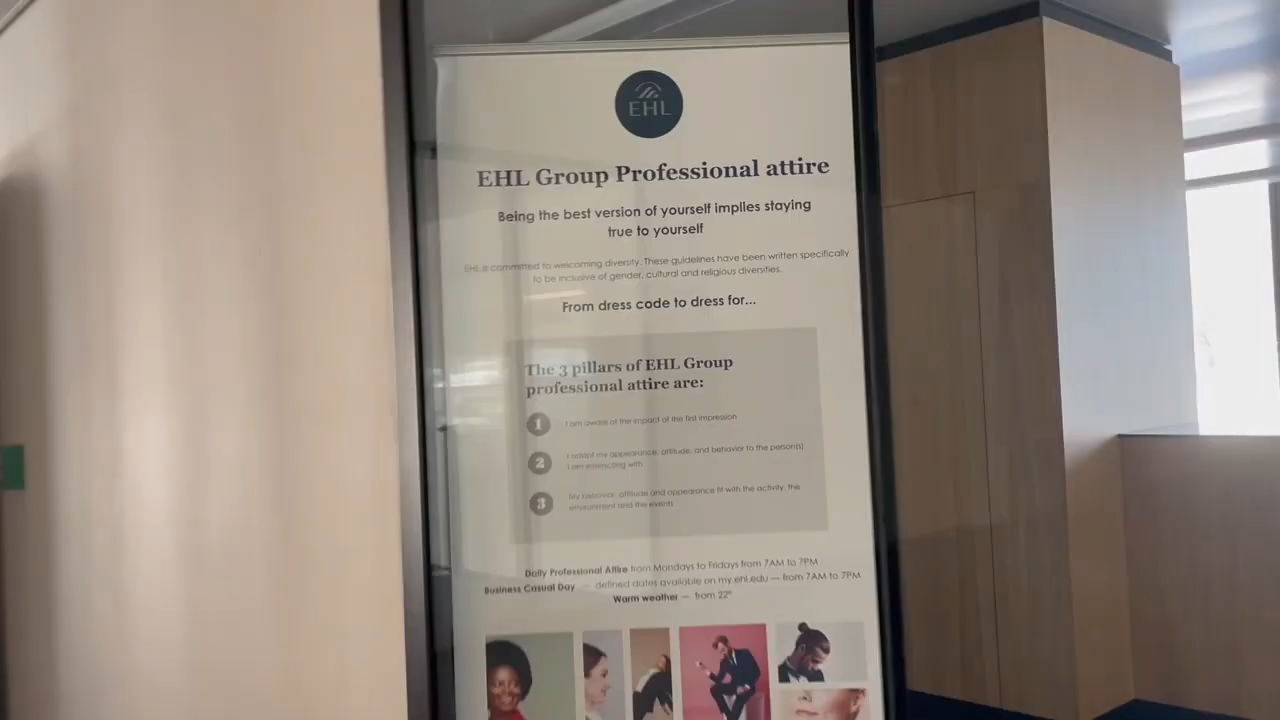 EHL
EHL Group Professional attire
Being the best version of yourself implies staying
true to yourself
EHL is committed to welcoming diversity. These guidelines have been written specifically
to be inclusive of gender, cultural and religious diversities.
From dress code to dress for...
The 3 pillars of EHL Group
professional attire are:
1 I am aware of the impact of the first impression
2 I adapt my appearance, attitude, and behavior to the person(s)
I am interacting with
3 My behavior, attitude and appearance fit with the activity, the
environment and the events
Daily Professional Attire from Mondays to Fridays from 7AM to 7PM
Business Casual Day — defined dates available on my.ehl.edu — from 7AM to 7PM
Warm weather — from 22°